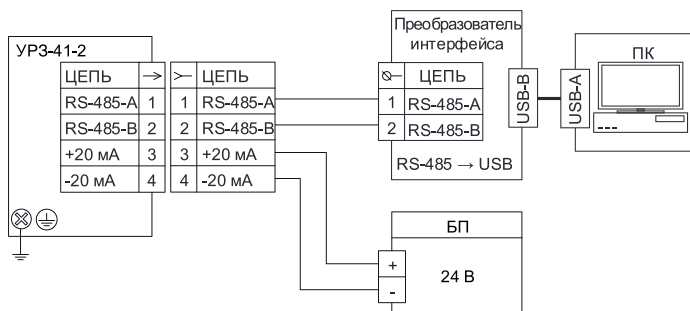 УРЗ-41-2
ЦЕПЬ
RS-485-A 1
RS-485-B 2
+20 мА 3
-20 мА 4
ЦЕПЬ
1 RS-485-A
2 RS-485-B
3 +20 мА
4 -20 мА
Преобразователь
интерфейса
ЦЕПЬ
1 RS-485-A
2 RS-485-B
RS-485 → USB
USB-B
USB-A
ПК
БП
+
-
24 В